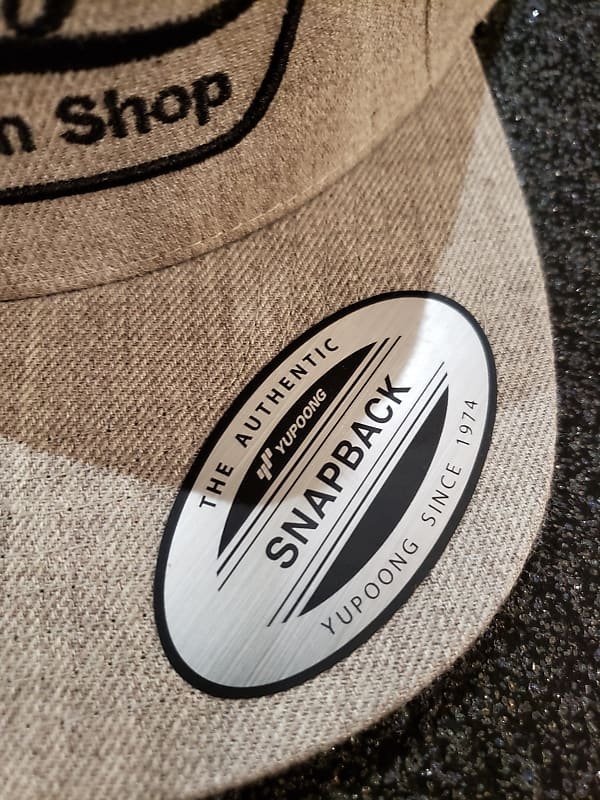 Shop
THE AUTHENTIC
YUPOONG
SNAPBACK
YUPOONG SINCE 1974